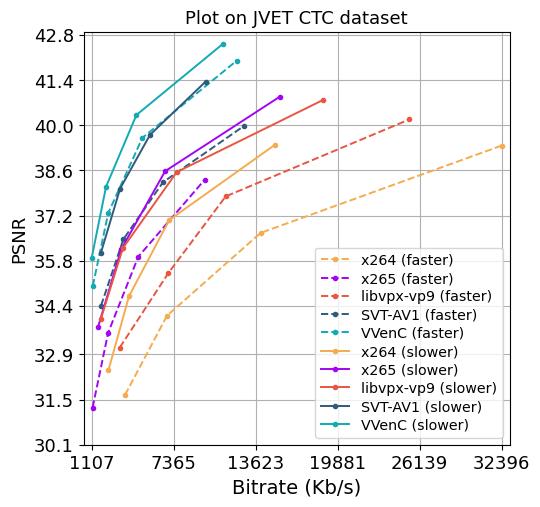 Plot on JVET CTC dataset
PSNR
42.8
41.4
40.0
38.6
37.2
35.8
34.4
32.9
31.5
30.1
x264 (faster)
x265 (faster)
libvpx-vp9 (faster)
SVT-AV1 (faster)
VVenC (faster)
x264 (slower)
x265 (slower)
libvpx-vp9 (slower)
SVT-AV1 (slower)
VVenC (slower)
1107 7365 13623 19881 26139 32396
Bitrate (Kb/s)